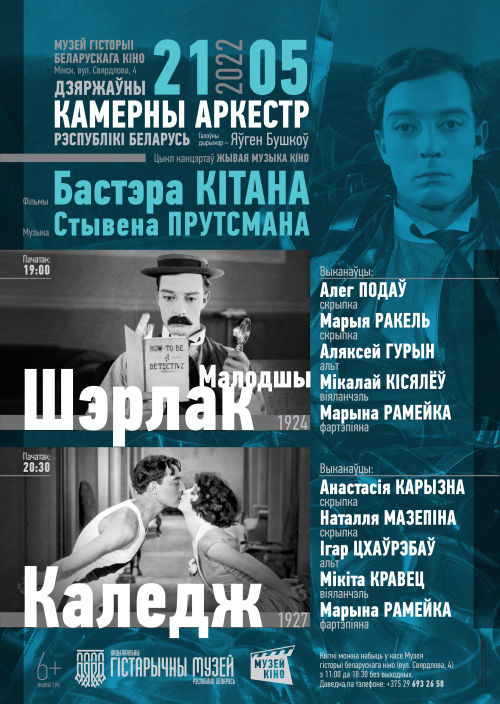 МУЗЕЙ ГІСТОРЫІ
БЕЛАРУСКАГА КІНО
Мінск, вул. Свярдлова, 4
21 2022 05
ДЗЯРЖАЎНЫ
КАМЕРНЫ АРКЕСТР
РЭСПУБЛІКІ БЕЛАРУСЬ
Галоўны
дырыжор – Яўген Бушкоў
Цыкл канцэртаў ЖЫВАЯ МУЗЫКА КІНО
Фільмы Бастэра КІТАНА
Музыка Стывена ПРУТСМАНА
Пачатак:
19:00
HOW TO BE
A
DETECTIVE
Малодшы
Шэрлак
1924
Выканаўцы:
Алег ПОДАЎ
скрыпка
Марыя РАКЕЛЬ
скрыпка
Аляксей ГУРЫН
альт
Мікалай КІСЯЛЁЎ
віяланчэль
Марына РАМЕЙКА
фартэпіяна
Пачатак:
20:30
Каледж
1927
Выканаўцы:
Анастасія КАРЫЗНА
скрыпка
Наталля МАЗЕПІНА
скрыпка
Ігар ЦХАЎРЭБАЎ
альт
Мікіта КРАВЕЦ
віяланчэль
Марына РАМЕЙКА
фартэпіяна
6+
НАЦЫЯНАЛЬНЫ
ГІСТАРЫЧНЫ МУЗЕЙ
РЭСПУБЛІКІ БЕЛАРУСЬ
МУЗЕЙ
КІНО
Квіткі можна набыць у касе Музея
гісторыі беларускага кіно (вул. Свярдлова, 4)
з 11:00 да 18:30 без выходных.
Даведка па тэлефоне: +375 29 693 26 58